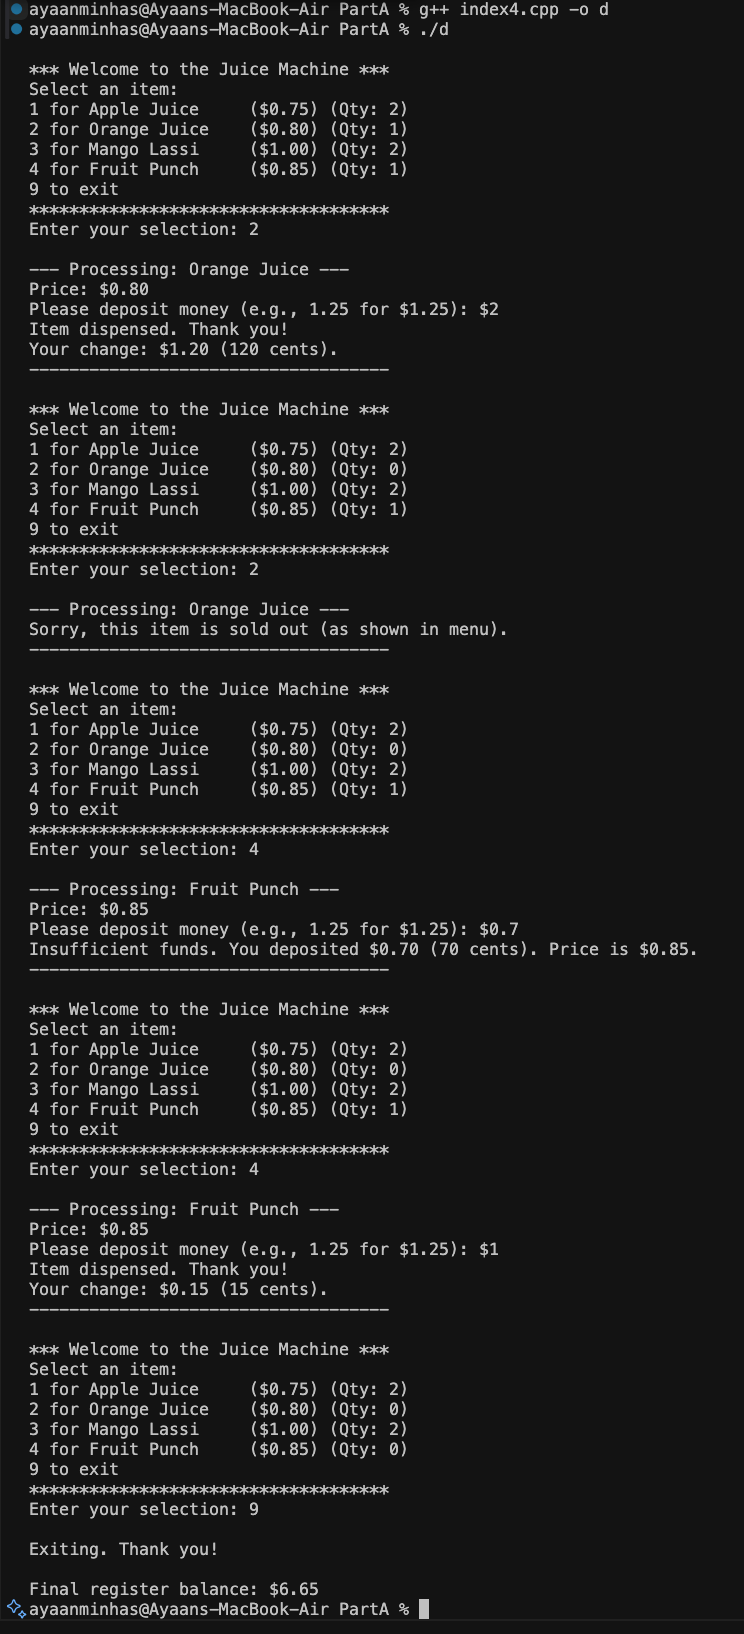 ayaanminhas@Ayaans-MacBook-Air PartA % g++ index4.cpp -o d
ayaanminhas@Ayaans-MacBook-Air PartA % ./d
*** Welcome to the Juice Machine ***
Select an item:
1 for Apple Juice     ($0.75) (Qty: 2)
2 for Orange Juice    ($0.80) (Qty: 1)
3 for Mango Lassi     ($1.00) (Qty: 2)
4 for Fruit Punch     ($0.85) (Qty: 1)
9 to exit
************************************
Enter your selection: 2
--- Processing: Orange Juice ---
Price: $0.80
Please deposit money (e.g., 1.25 for $1.25): $2
Item dispensed. Thank you!
Your change: $1.20 (120 cents).
------------------------------------
*** Welcome to the Juice Machine ***
Select an item:
1 for Apple Juice     ($0.75) (Qty: 2)
2 for Orange Juice    ($0.80) (Qty: 0)
3 for Mango Lassi     ($1.00) (Qty: 2)
4 for Fruit Punch     ($0.85) (Qty: 1)
9 to exit
************************************
Enter your selection: 2
--- Processing: Orange Juice ---
Sorry, this item is sold out (as shown in menu).
------------------------------------
*** Welcome to the Juice Machine ***
Select an item:
1 for Apple Juice     ($0.75) (Qty: 2)
2 for Orange Juice    ($0.80) (Qty: 0)
3 for Mango Lassi     ($1.00) (Qty: 2)
4 for Fruit Punch     ($0.85) (Qty: 1)
9 to exit
************************************
Enter your selection: 4
--- Processing: Fruit Punch ---
Price: $0.85
Please deposit money (e.g., 1.25 for $1.25): $0.7
Insufficient funds. You deposited $0.70 (70 cents). Price is $0.85.
------------------------------------
*** Welcome to the Juice Machine ***
Select an item:
1 for Apple Juice     ($0.75) (Qty: 2)
2 for Orange Juice    ($0.80) (Qty: 0)
3 for Mango Lassi     ($1.00) (Qty: 2)
4 for Fruit Punch     ($0.85) (Qty: 1)
9 to exit
************************************
Enter your selection: 4
--- Processing: Fruit Punch ---
Price: $0.85
Please deposit money (e.g., 1.25 for $1.25): $1
Item dispensed. Thank you!
Your change: $0.15 (15 cents).
------------------------------------
*** Welcome to the Juice Machine ***
Select an item:
1 for Apple Juice     ($0.75) (Qty: 2)
2 for Orange Juice    ($0.80) (Qty: 0)
3 for Mango Lassi     ($1.00) (Qty: 2)
4 for Fruit Punch     ($0.85) (Qty: 0)
9 to exit
************************************
Enter your selection: 9
Exiting. Thank you!
Final register balance: $6.65
ayaanminhas@Ayaans-MacBook-Air PartA %